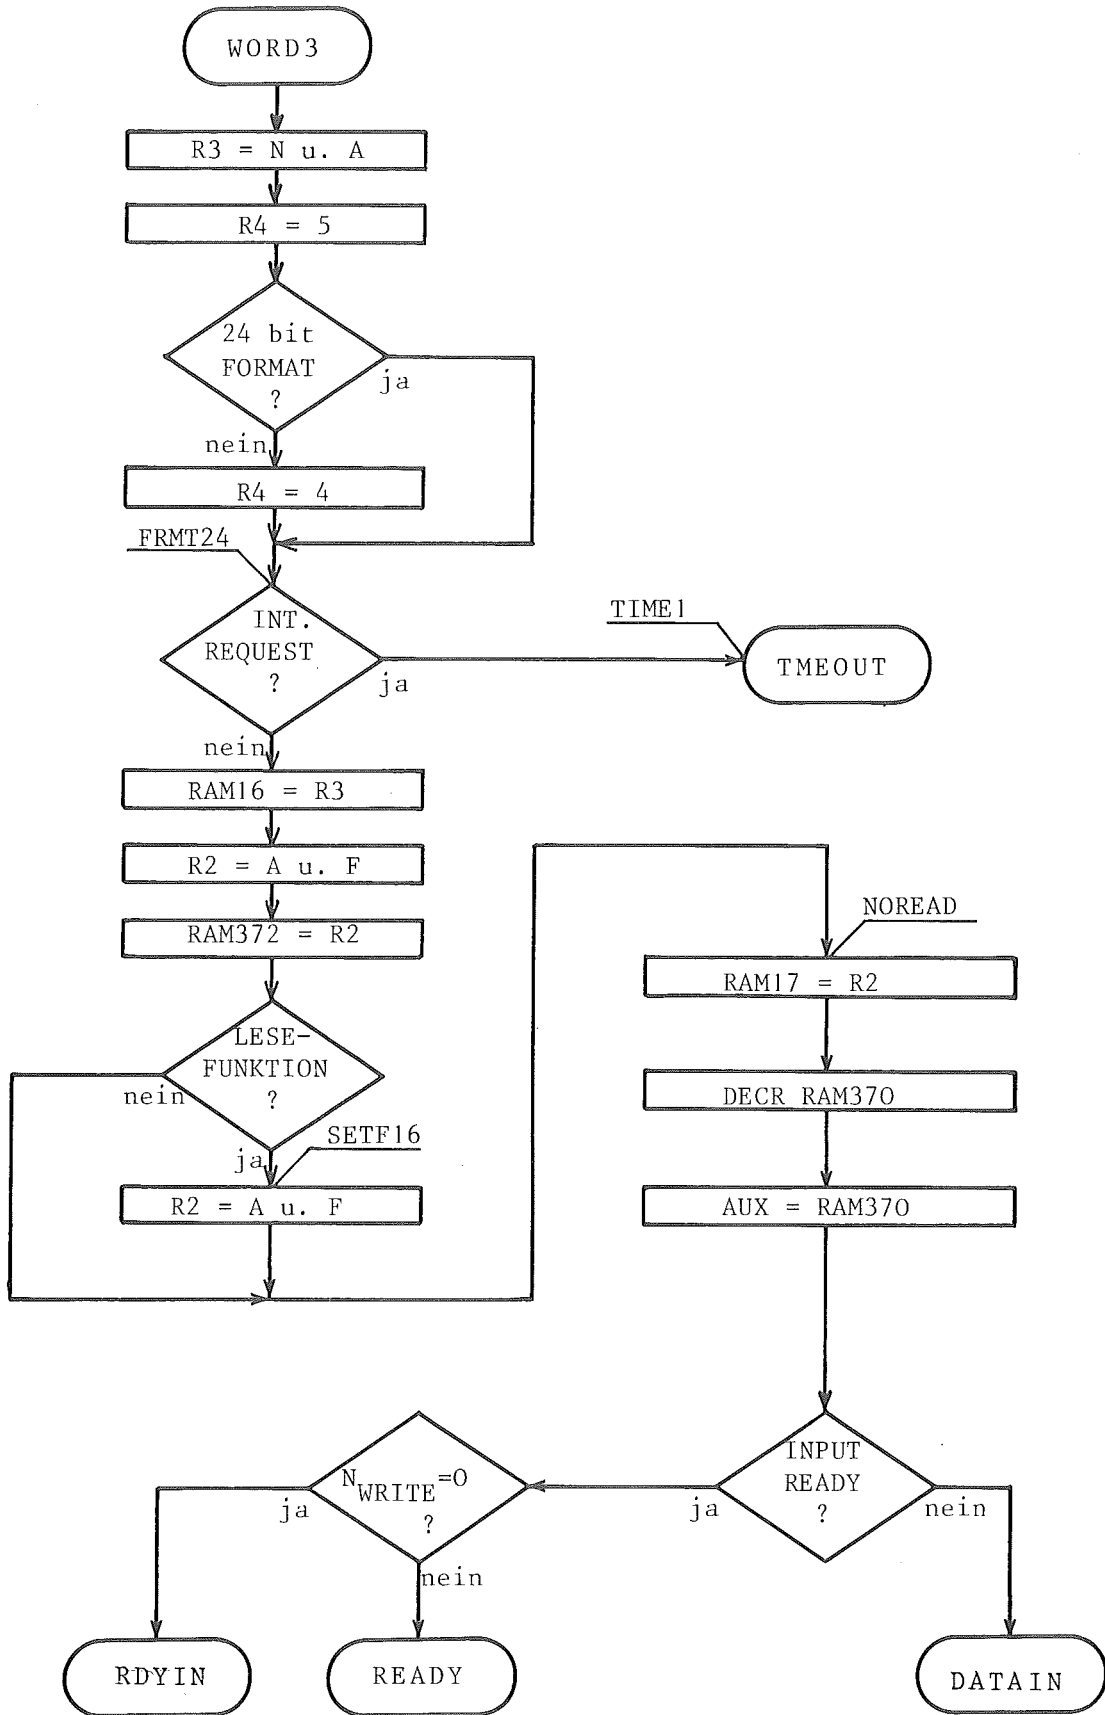 WORD3
R3 = N u. A
R4 = 5
24 bit
FORMAT
?
ja
nein
R4 = 4
FRMT24
INT.
REQUEST
?
ja
TIME1
TMEOUT
nein
RAM16 = R3
R2 = A u. F
RAM372 = R2
LESE-
FUNKTION
?
nein
ja
SETF16
R2 = A u. F
NOREAD
RAM17 = R2
DECR RAM370
AUX = RAM370
INPUT
READY
?
ja
nein
NWRITE=0
?
ja
nein
RDYIN
READY
DATAIN